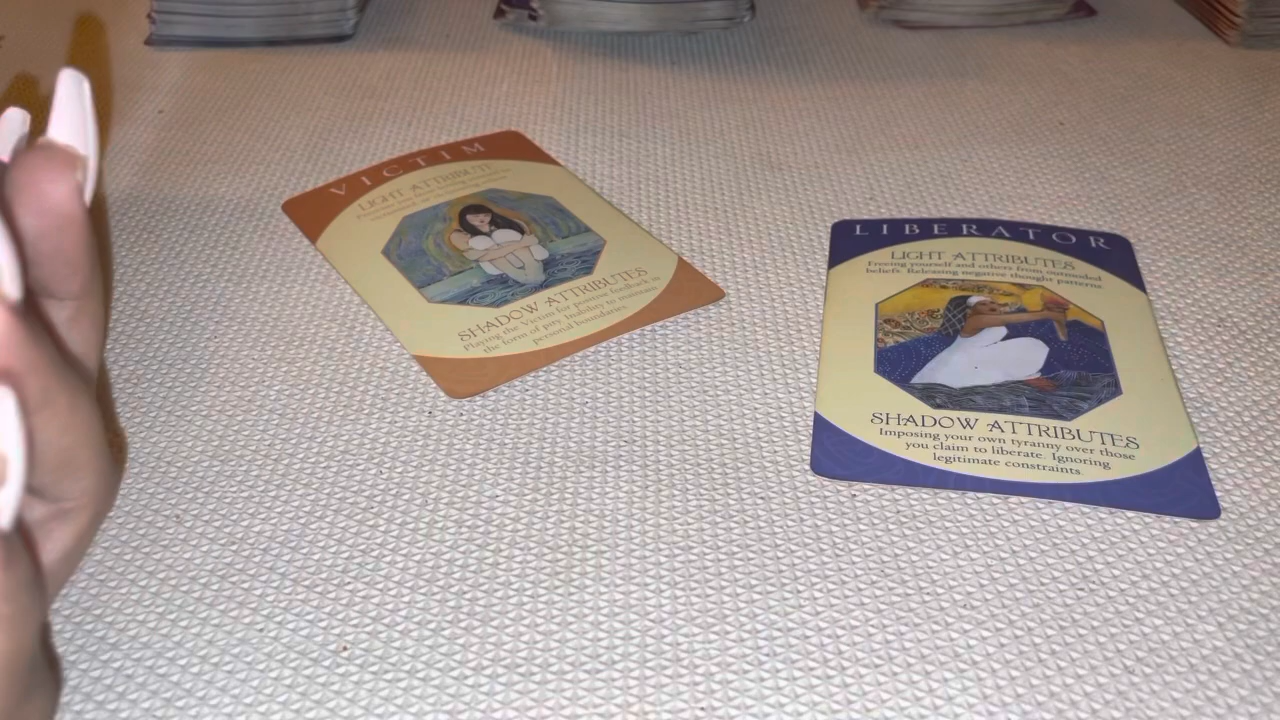 VICTIM
LIGHT ATTRIBUTE
SHADOW ATTRIBUTES
Playing the Victim for positive feedback in
the form of pity. Inability to maintain
personal boundaries.
LIBERATOR
LIGHT ATTRIBUTES
Freeing yourself and others from outmoded
beliefs. Releasing negative thought patterns.
SHADOW ATTRIBUTES
Imposing your own tyranny over those
you claim to liberate. Ignoring
legitimate constraints.